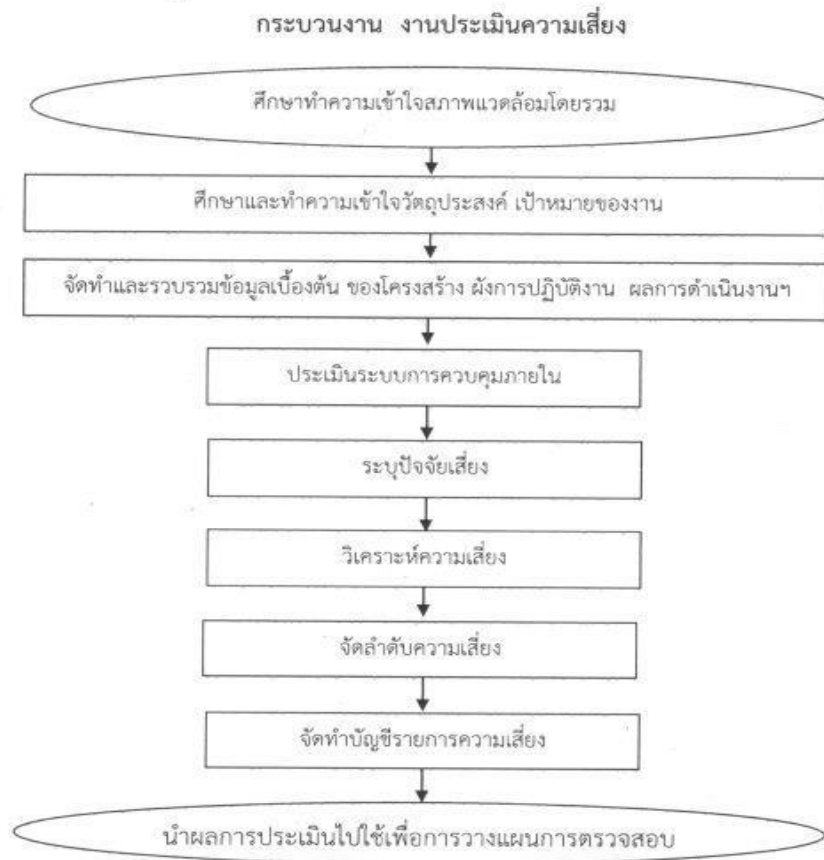 กระบวนงาน งานประเมินความเสี่ยง
ศึกษาทำความเข้าใจสภาพแวดล้อมโดยรวม
ศึกษาและทำความเข้าใจวัตถุประสงค์ เป้าหมายของงาน
จัดทำและรวบรวมข้อมูลเบื้องต้น ของโครงสร้าง ผังการปฏิบัติงาน ผลการดำเนินงานฯ
ประเมินระบบการควบคุมภายใน
ระบุปัจจัยเสี่ยง
วิเคราะห์ความเสี่ยง
จัดลำดับความเสี่ยง
จัดทำบัญชีรายการความเสี่ยง
นำผลการประเมินไปใช้เพื่อการวางแผนการตรวจสอบ